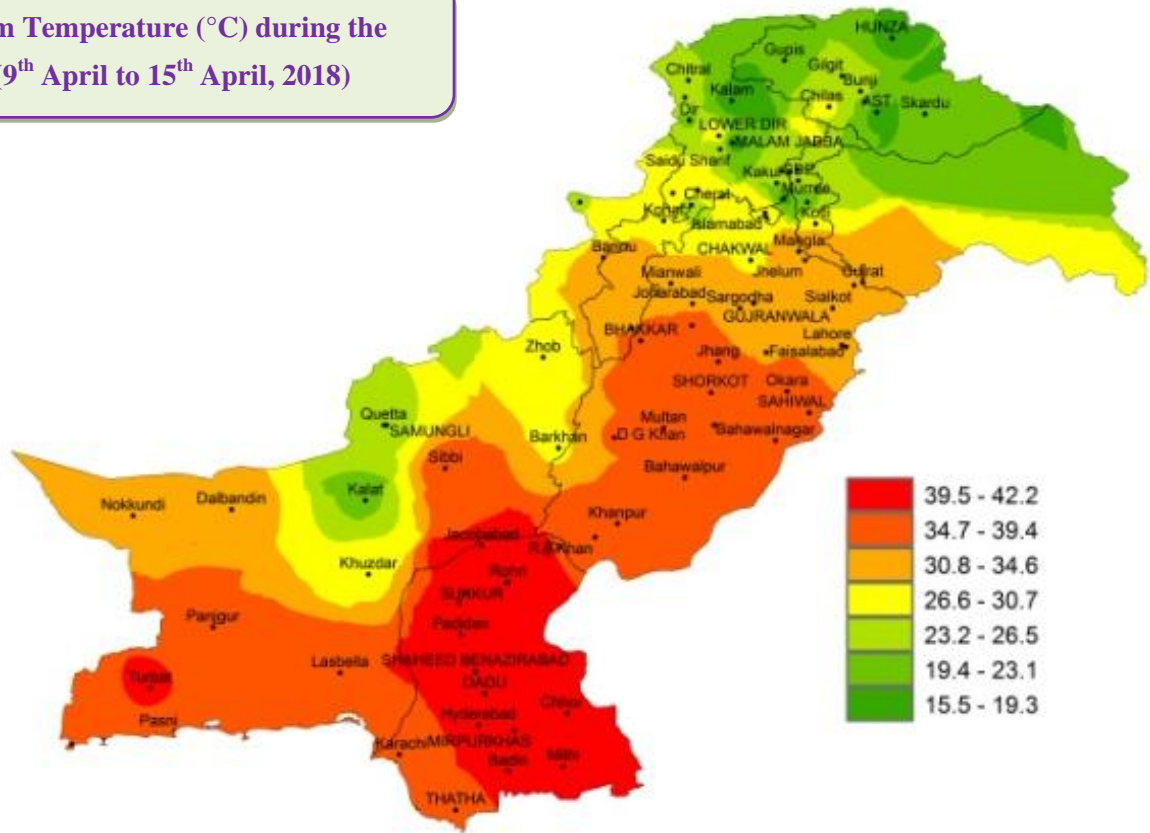 m Temperature (°C) during the
(9th April to 15th April, 2018)
HUNZA
Gupis
Gilgit
Chitral
Bunji
Kalam
Chilas
AST
Skardu
Dir
LOWER DIR
MALAM JABBA
Saidu Sharif
Kakul
Cherat
Murree
Kohat
Kotli
Islamabad
Bannu
CHAKWAL
Mangla
Mianwali
Jhelum
Gujrat
Joharabad
Sargodha
Sialkot
GUJRANWALA
BHAKKAR
Lahore
Zhob
Jhang
Faisalabad
SHORKOT
Okara
SAHIWAL
Quetta
Multan
SAMUNGLI
Barkhan
D G Khan
Bahawalnagar
Sibbi
Bahawalpur
Kalat
Nokkundi
Dalbandin
Khanpur
Jacobabad
R.Y.Khan
Khuzdar
Rohri
SUKKUR
Panjgur
Padidan
Lasbella
SHAHEED BENAZIRABAD
Turbat
DADU
Chhor
Pasni
Hyderabad
Karachi
MIRPURKHAS
Badin
Mithi
THATHA
39.5 - 42.2
34.7 - 39.4
30.8 - 34.6
26.6 - 30.7
23.2 - 26.5
19.4 - 23.1
15.5 - 19.3